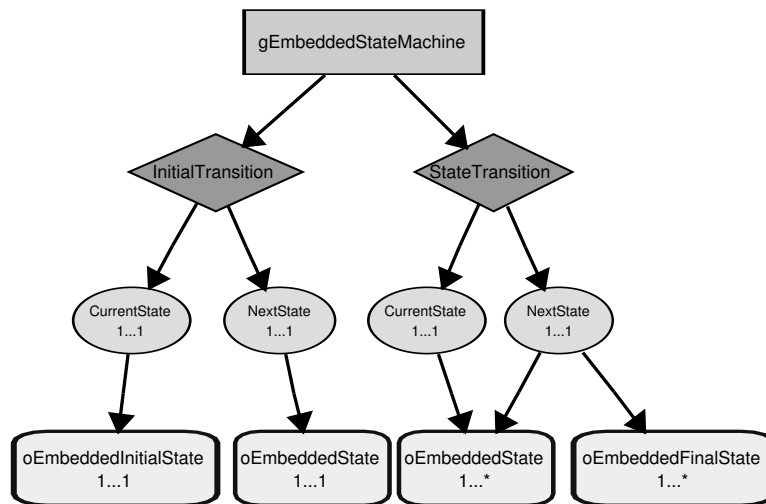 gEmbeddedStateMachine
InitialTransition
StateTransition
CurrentState
1...1
NextState
1...1
CurrentState
1...1
NextState
1...1
oEmbeddedInitialState
1...1
oEmbeddedState
1...1
oEmbeddedState
1...*
oEmbeddedFinalState
1...*